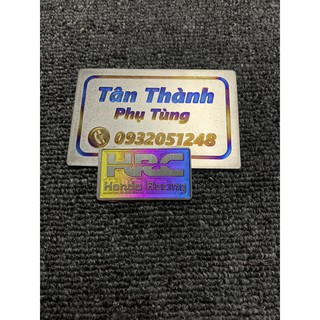 Tân Thành
Phụ Tùng
0932051248
HRC
Honda Racing